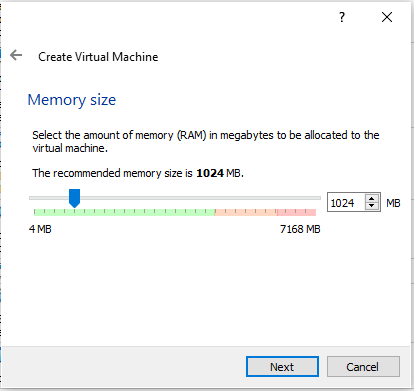 ?
Create Virtual Machine
Memory size
Select the amount of memory (RAM) in megabytes to be allocated to the
virtual machine.
The recommended memory size is 1024 MB.
1024 MB
4 MB 7168 MB
Next Cancel